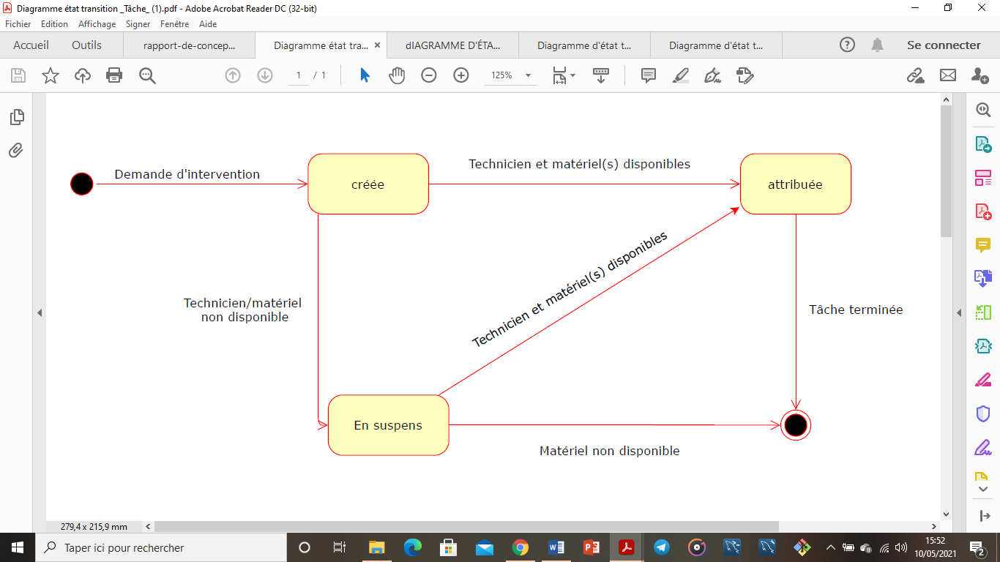 Diagramme état transition _Tâche_ (1).pdf - Adobe Acrobat Reader DC (32-bit)
Fichier Edition Affichage Signer Fenêtre Aide
Accueil Outils rapport-de-concep... Diagramme état tra... × dIAGRAMME D'ÉTA... Diagramme d'état t... Diagramme d'état t... Se connecter
1 / 1 125%
Technicien et matériel(s) disponibles
Demande d'intervention
créée
attribuée
Technicien et matériel(s) disponibles
Technicien/matériel
non disponible
Tâche terminée
En suspens
Matériel non disponible
279,4 x 215,9 mm
Taper ici pour rechercher
15:52
10/05/2021
2